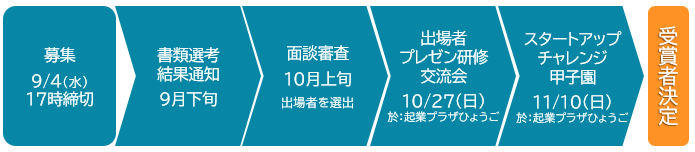 募集
9/4(水)
17時締切
書類選考
結果通知
9月下旬
面談審査
10月上旬
出場者を選出
出場者
プレゼン研修
交流会
10/27(日)
於:起業プラザひょうご
スタートアップ
チャレンジ
甲子園
11/10(日)
於:起業プラザひょうご
受賞者決定